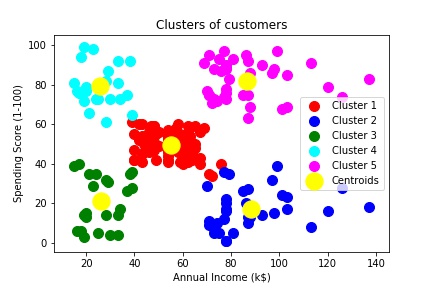 Clusters of customers
Spending Score (1-100)
100
80
60
40
20
0
Cluster 1
Cluster 2
Cluster 3
Cluster 4
Cluster 5
Centroids
20 40 60 80 100 120 140
Annual Income (k$)